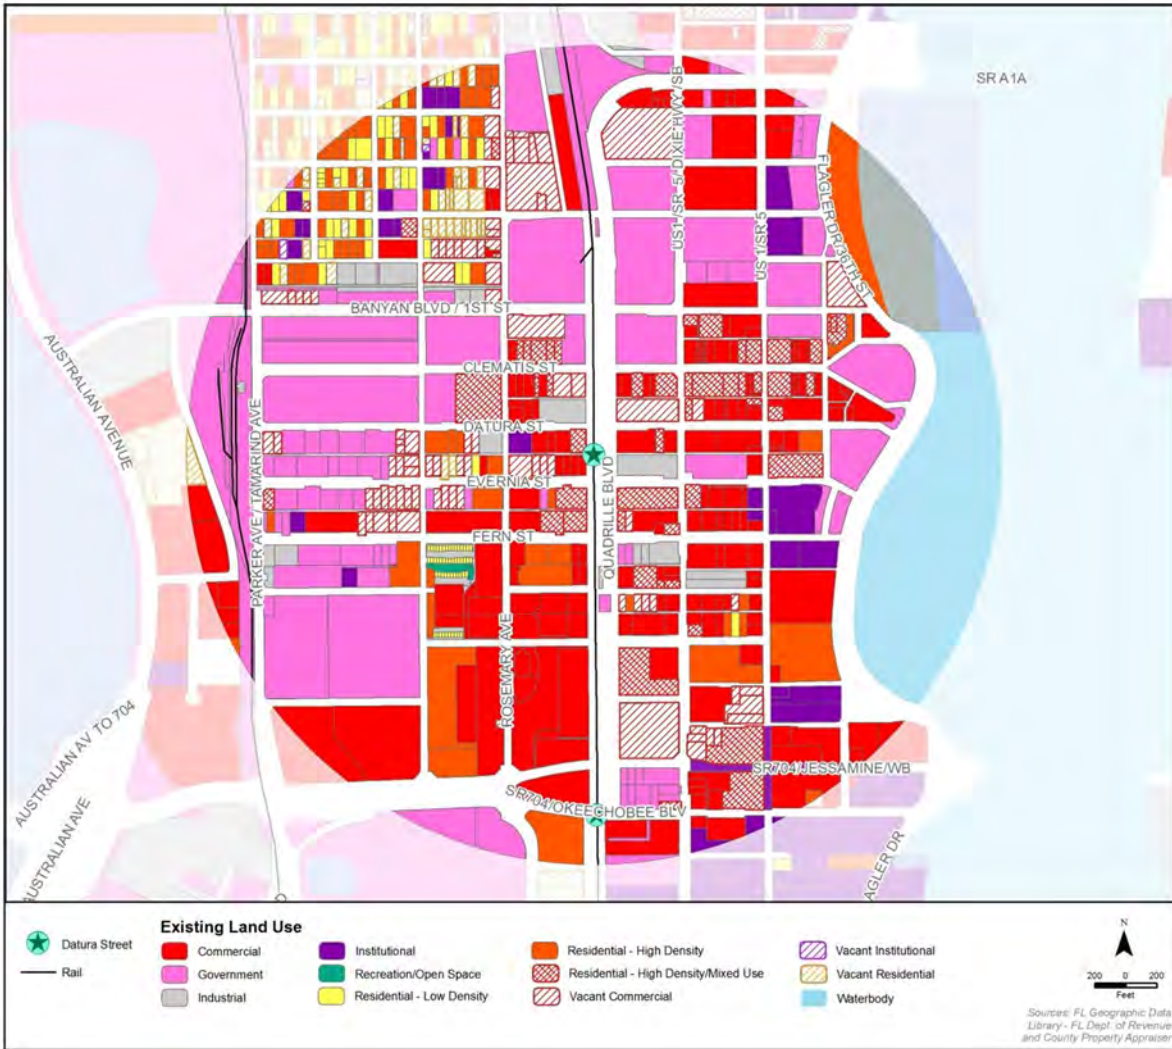 SR A1A
US1 /SR 5/ DIXIE HWY /SB
FLAGLER DR/36TH ST
US 1/SR 5
BANYAN BLVD / 1ST ST
AUSTRALIAN AVENUE
CLEMATIS ST
DATURA ST
PARKER AVE / TAMARIND AVE
EVERNIA ST
QUADRILLE BLVD
FERN ST
ROSEMARY AVE
AUSTRALIAN AV TO 704
SR704/JESSAMINE/WB
SR704/OKEECHOBEE BLV
AUSTRALIAN AVE
AGLER DR
Existing Land Use
Datura Street
Rail
Commercial
Government
Industrial
Institutional
Recreation/Open Space
Residential - Low Density
Residential - High Density
Residential - High Density/Mixed Use
Vacant Commercial
Vacant Institutional
Vacant Residential
Waterbody
N
200 0 200
Feet
Sources: FL Geographic Data
Library - FL Dept. of Revenue
and County Property Appraiser